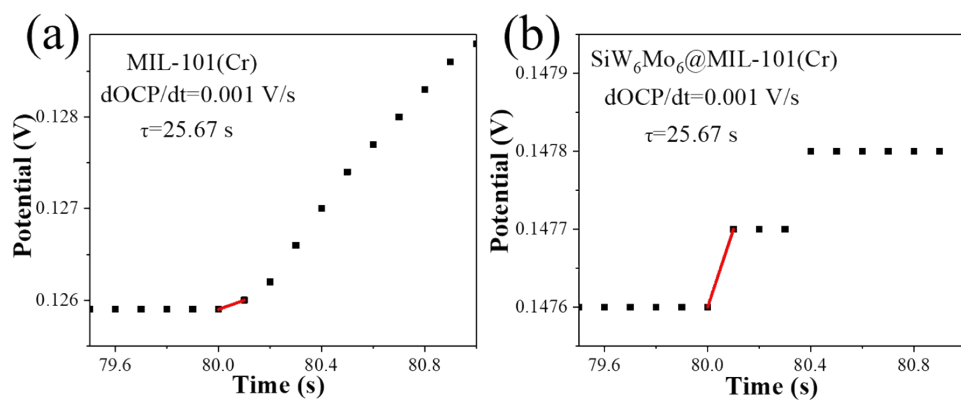 (a)
MIL-101(Cr)
dOCP/dt=0.001 V/s
τ=25.67 s
Potential (V)
0.128
0.127
0.126
79.6 80.0 80.4 80.8
Time (s)
(b)
SiW₆Mo₆@MIL-101(Cr)
dOCP/dt=0.001 V/s
τ=25.67 s
Potential (V)
0.1479
0.1478
0.1477
0.1476
79.6 80.0 80.4 80.8
Time (s)